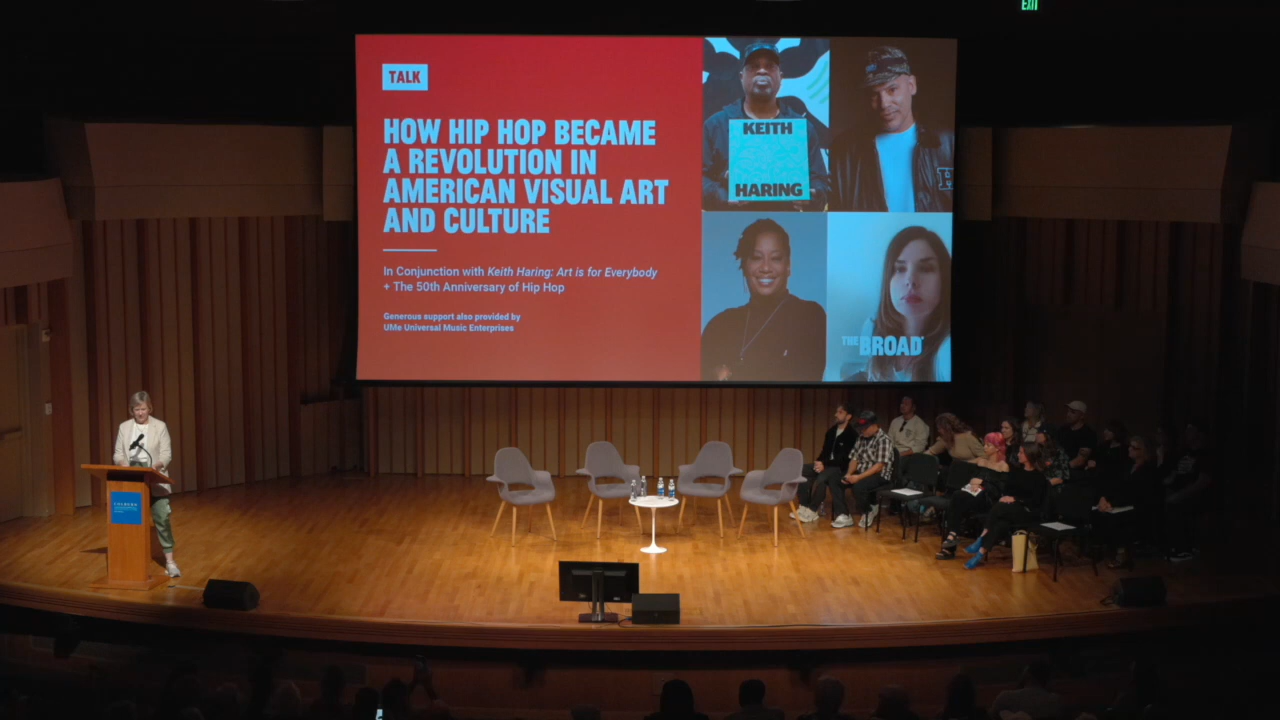 EXIT
TALK
HOW HIP HOP BECAME
A REVOLUTION IN
AMERICAN VISUAL ART
AND CULTURE
In Conjunction with Keith Haring: Art is for Everybody
+ The 50th Anniversary of Hip Hop
Generous support also provided by
UMe Universal Music Enterprises
KEITH
HARING
THE BROAD
COLBURN